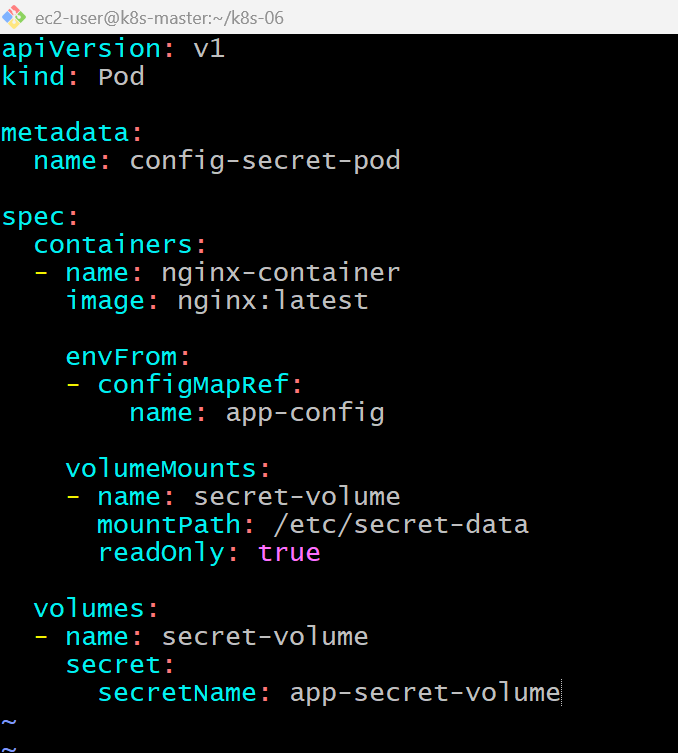 ec2-user@k8s-master:~/k8s-06
apiVersion: v1
kind: Pod
metadata:
  name: config-secret-pod
spec:
  containers:
  - name: nginx-container
    image: nginx:latest
    envFrom:
    - configMapRef:
        name: app-config
    volumeMounts:
    - name: secret-volume
      mountPath: /etc/secret-data
      readOnly: true
  volumes:
  - name: secret-volume
    secret:
      secretName: app-secret-volume
~
~